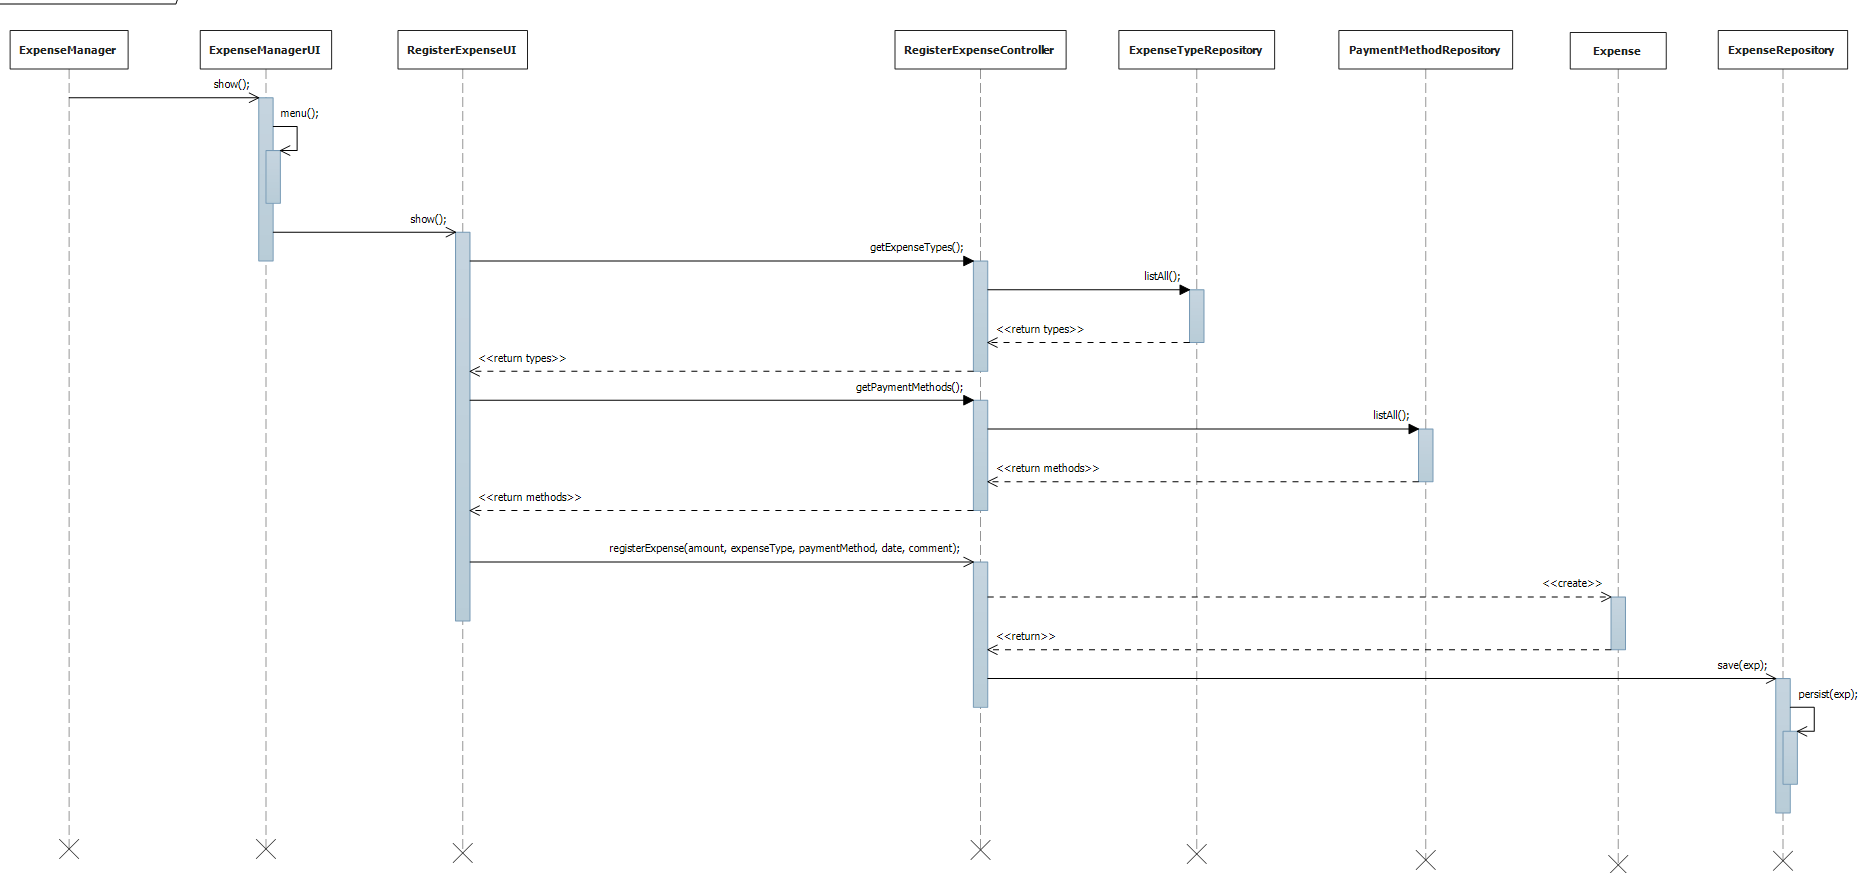 ExpenseManager
ExpenseManagerUI
RegisterExpenseUI
RegisterExpenseController
ExpenseTypeRepository
PaymentMethodRepository
Expense
ExpenseRepository
show();
menu();
show();
getExpenseTypes();
listAll();
<<return types>>
<<return types>>
getPaymentMethods();
listAll();
<<return methods>>
<<return methods>>
registerExpense(amount, expenseType, paymentMethod, date, comment);
<<create>>
<<return>>
save(exp);
persist(exp);